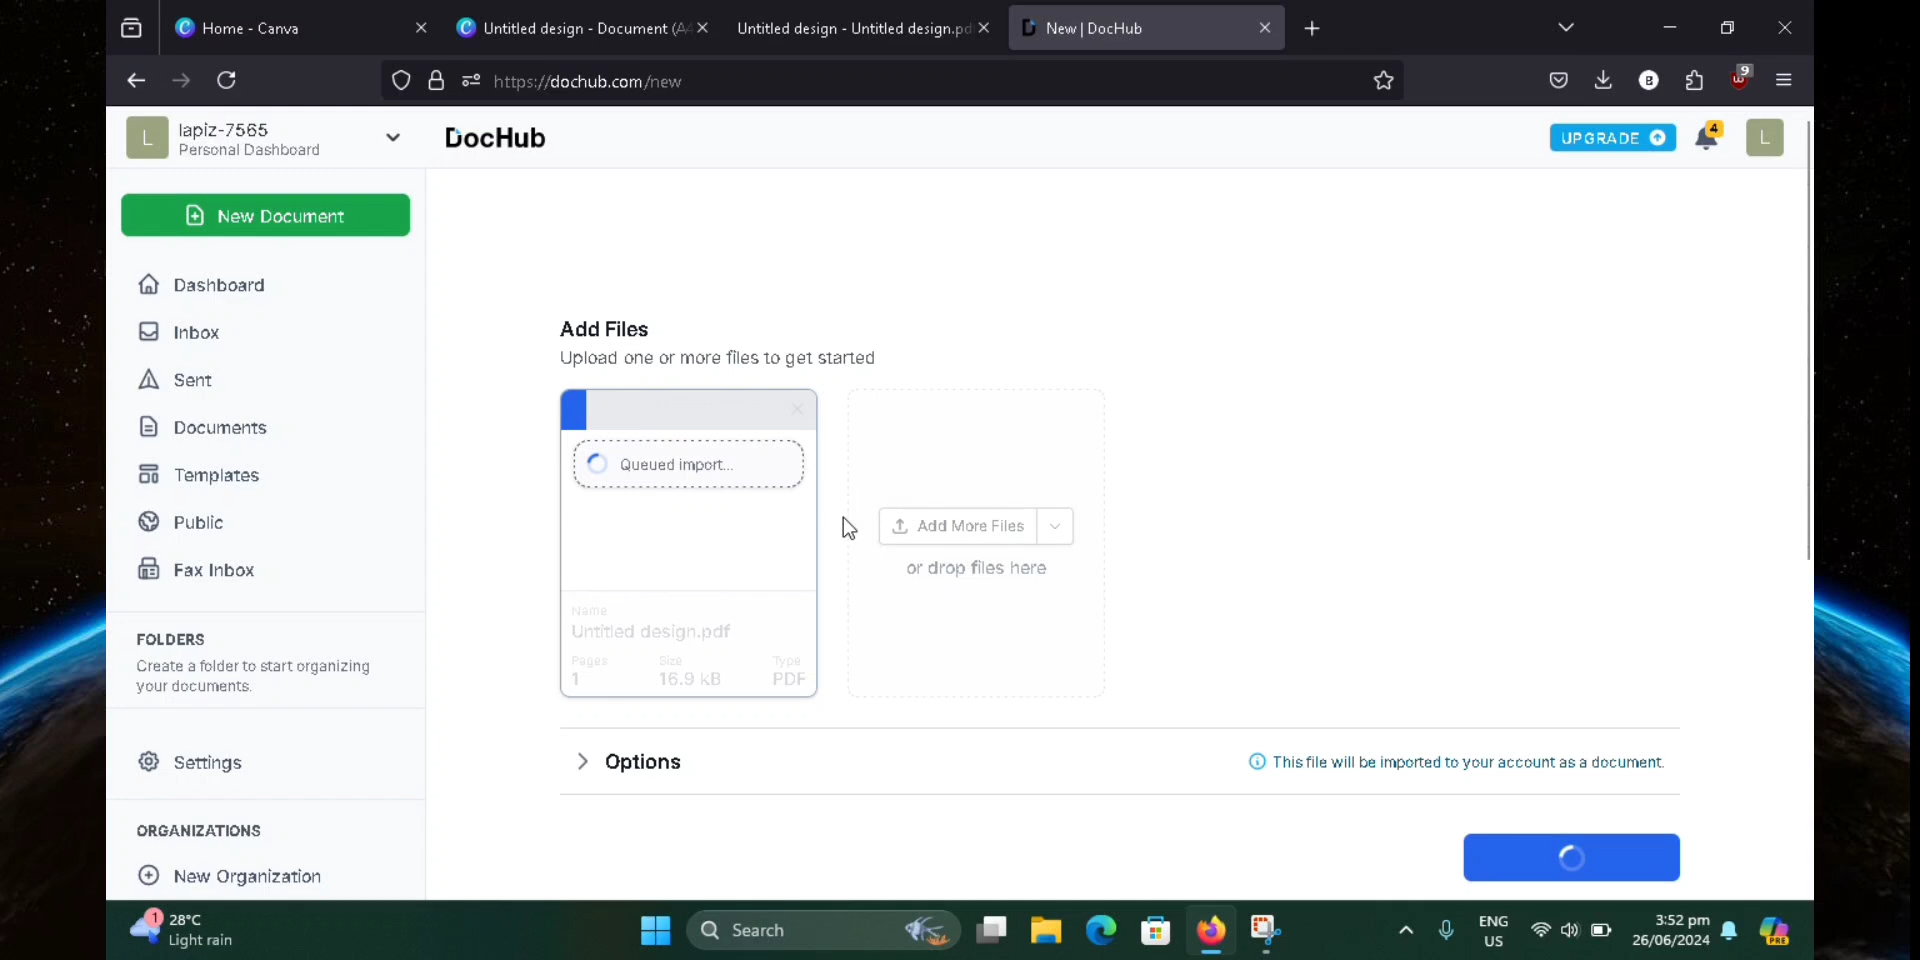 Home - Canva
Untitled design - Document (A4
Untitled design - Untitled design.pd
New | DocHub
https://dochub.com/new
9
L
lapiz-7565
Personal Dashboard
DocHub
UPGRADE
4
L
New Document
Dashboard
Inbox
Sent
Documents
Templates
Public
Fax Inbox
FOLDERS
Create a folder to start organizing
your documents.
Settings
ORGANIZATIONS
New Organization
Add Files
Upload one or more files to get started
Queued import...
Name
Untitled design.pdf
Pages Size Type
1 16.9 kB PDF
Add More Files
or drop files here
Options
This file will be imported to your account as a document.
1
28°C
Light rain
Search
ENG
US
3:52 pm
26/06/2024
PRE